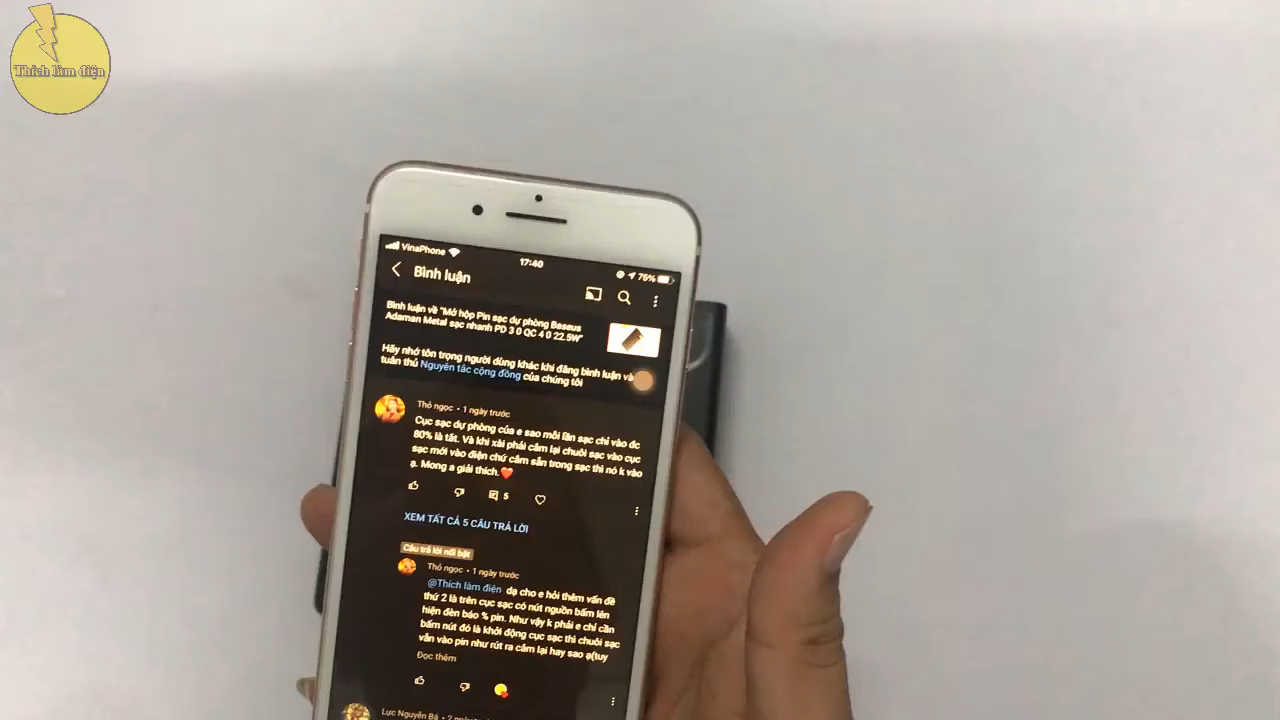 Thích làm điện
VinaPhone
17:40
75%
Bình luận
Bình luận về "Mở hộp Pin sạc dự phòng Baseus
Adaman Metal sạc nhanh PD 3 0 QC 4 0 22.5W"
Hãy nhớ tôn trọng người dùng khác khi đăng bình luận và
tuân thủ Nguyên tắc cộng đồng của chúng tôi
Thỏ ngọc • 1 ngày trước
Cục sạc dự phòng của e sao mỗi lần sạc chỉ vào đc
80% là tắt. Và khi xài phải cắm lại chuôi sạc vào cục
sạc mới vào điện chứ cắm sẵn trong sạc thì nó k vào
ạ. Mong a giải thích.❤️
5
XEM TẤT CẢ 5 CÂU TRẢ LỜI
Câu trả lời nổi bật
Thỏ ngọc • 1 ngày trước
@Thích làm điện dạ cho e hỏi thêm vấn đề
thứ 2 là trên cục sạc có nút nguồn bấm lên
hiện đèn báo % pin. Như vậy k phải e chỉ cần
bấm nút đó là khởi động cục sạc thì chuôi sạc
vẫn vào pin như rút ra cắm lại hay sao ạ(tuy
Đọc thêm
Lực Nguyễn Bá • 2 ngày trước